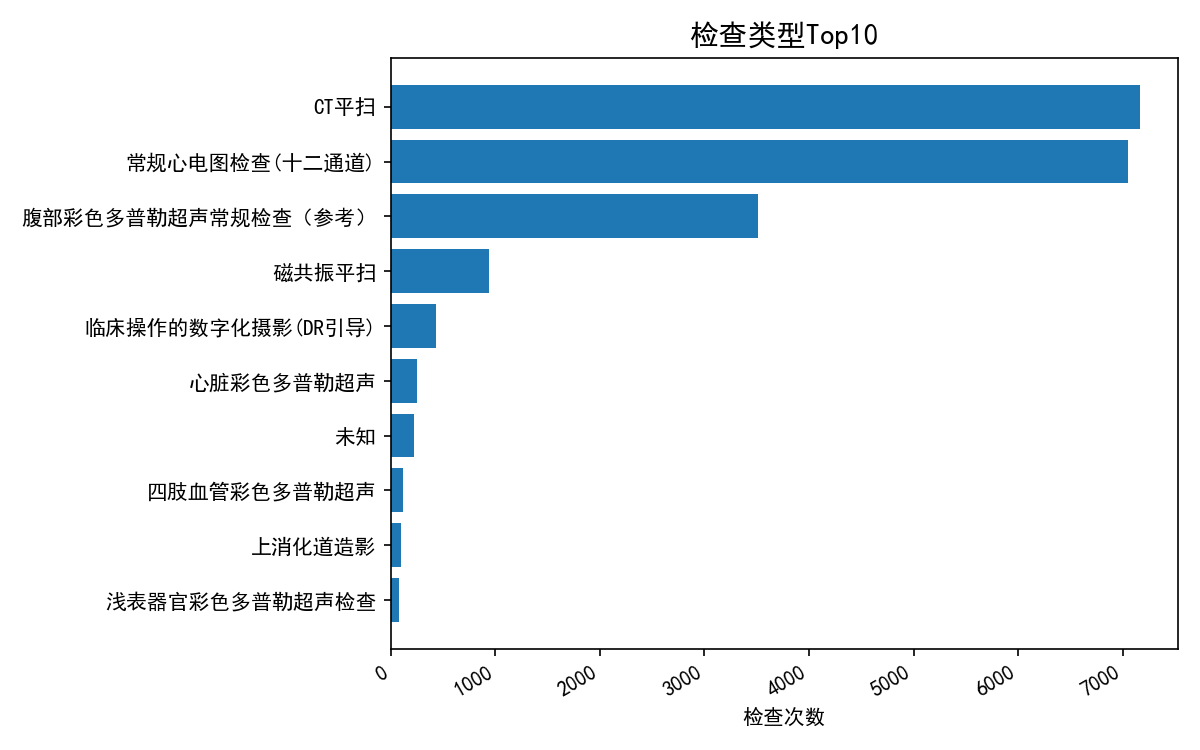 检查类型Top10
CT平扫
常规心电图检查(十二通道)
腹部彩色多普勒超声常规检查（参考）
磁共振平扫
临床操作的数字化摄影(DR引导)
心脏彩色多普勒超声
未知
四肢血管彩色多普勒超声
上消化道造影
浅表器官彩色多普勒超声检查
0 1000 2000 3000 4000 5000 6000 7000
检查次数